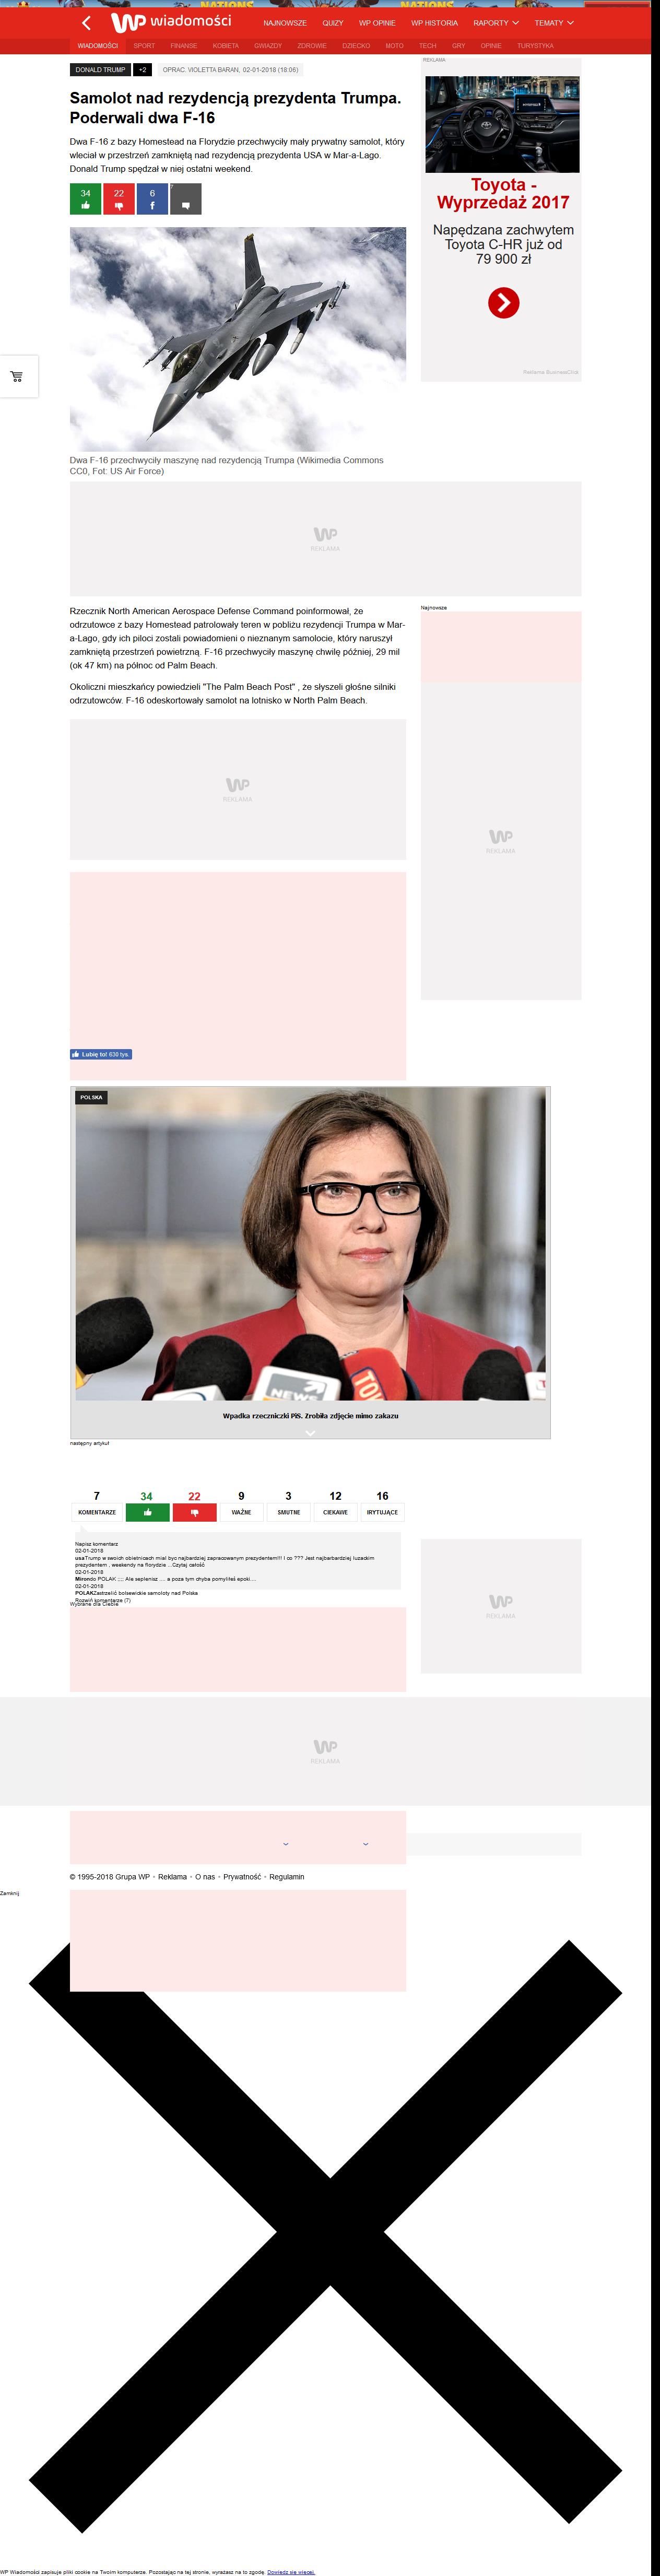 NATIONS
NATIONS
WP wiadomości
NAJNOWSZE QUIZY WP OPINIE WP HISTORIA RAPORTY TEMATY
WIADOMOŚCI SPORT FINANSE KOBIETA GWIAZDY ZDROWIE DZIECKO MOTO TECH GRY OPINIE TURYSTYKA
REKLAMA
DONALD TRUMP +2 OPRAC. VIOLETTA BARAN, 02-01-2018 (18:06)
Samolot nad rezydencją prezydenta Trumpa.
Poderwali dwa F-16
Dwa F-16 z bazy Homestead na Florydzie przechwyciły mały prywatny samolot, który
wleciał w przestrzeń zamkniętą nad rezydencją prezydenta USA w Mar-a-Lago.
Donald Trump spędzał w niej ostatni weekend.
34 22 6 7
Toyota -
Wyprzedaż 2017
Napędzana zachwytem
Toyota C-HR już od
79 900 zł
Reklama BusinessClick
Dwa F-16 przechwyciły maszynę nad rezydencją Trumpa (Wikimedia Commons
CC0, Fot: US Air Force)
WP
REKLAMA
Rzecznik North American Aerospace Defense Command poinformował, że
odrzutowce z bazy Homestead patrolowały teren w pobliżu rezydencji Trumpa w Mar-
a-Lago, gdy ich piloci zostali powiadomieni o nieznanym samolocie, który naruszył
zamkniętą przestrzeń powietrzną. F-16 przechwyciły maszynę chwilę później, 29 mil
(ok 47 km) na północ od Palm Beach.
Okoliczni mieszkańcy powiedzieli "The Palm Beach Post" , że słyszeli głośne silniki
odrzutowców. F-16 odeskortowały samolot na lotnisko w North Palm Beach.
Najnowsze
WP
REKLAMA
WP
REKLAMA
Lubię to! 630 tys.
POLSKA
NEWS
Wpadka rzeczniczki PiS. Zrobiła zdjęcie mimo zakazu
następny artykuł
7 34 22 9 3 12 16
KOMENTARZE WAŻNE SMUTNE CIEKAWE IRYTUJĄCE
Napisz komentarz
02-01-2018
usaTrump w swoich obietnicach miał byc najbardziej zapracowanym prezydentem!!! I co ??? Jest najbarbardziej luzackim
prezydentem , weekendy na florydzie ...Czytaj całość
02-01-2018
Mirondo POLAK ;;;; Ale seplenisz .... a poza tym chyba pomyliłeś epoki....
02-01-2018
POLAKZastrzelić bolsewickie samoloty nad Polska
Rozwiń komentarze (7)
Wybrane dla Ciebie
WP
REKLAMA
WP
REKLAMA
© 1995-2018 Grupa WP • Reklama • O nas • Prywatność • Regulamin
Zamknij
WP Wiadomości zapisuje pliki cookie na Twoim komputerze. Pozostając na tej stronie, wyrażasz na to zgodę. Dowiedz się więcej.